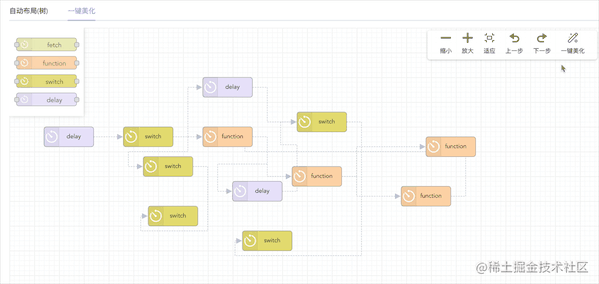 自动布局(树) 一键美化
fetch
function
switch
delay
缩小 放大 适应 上一步 下一步 一键美化
delay
switch
delay
switch
function
function
switch
delay
function
function
switch
switch
@稀土掘金技术社区